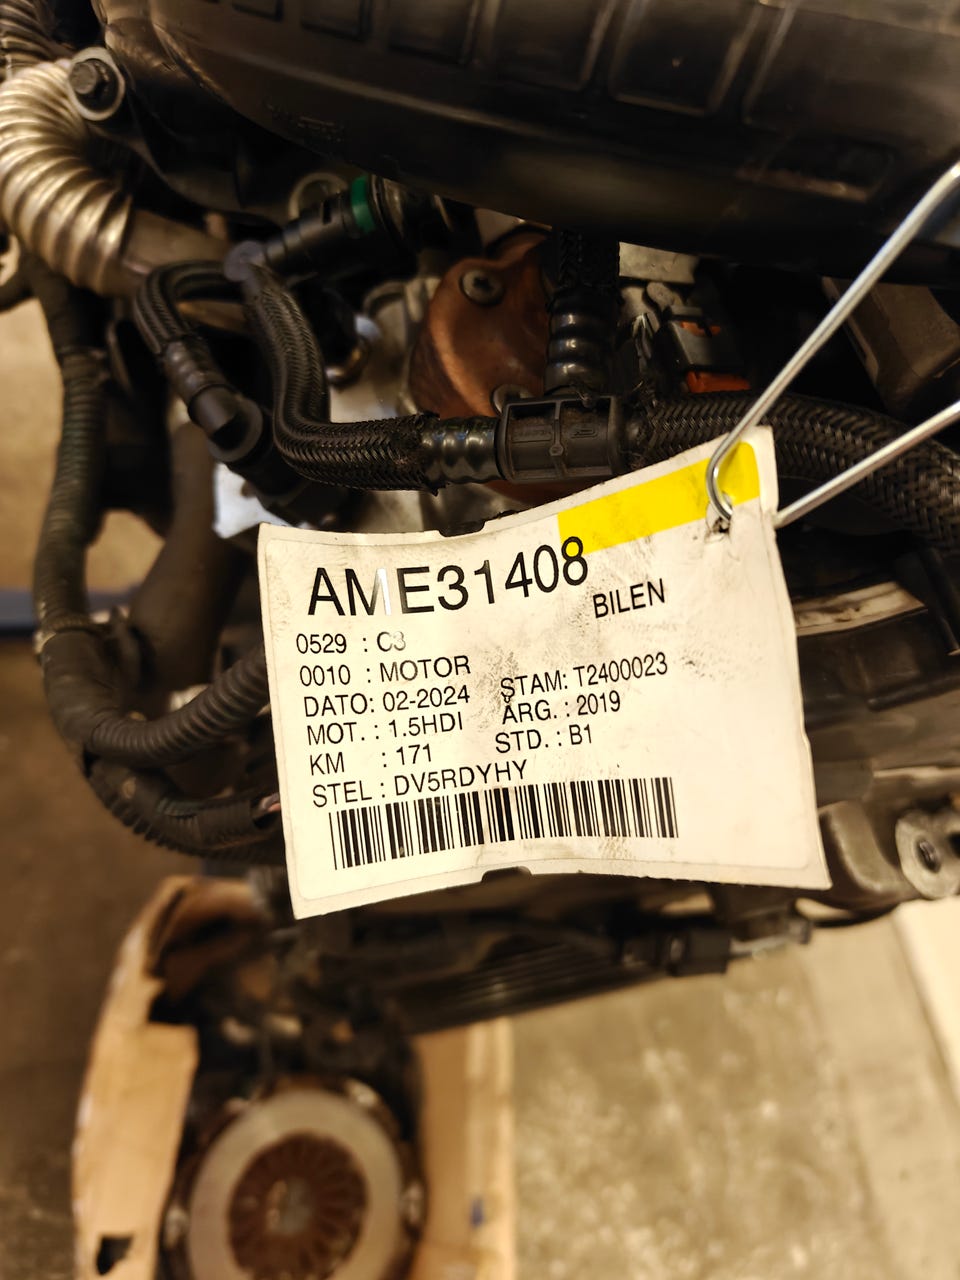 AME31408
BILEN
0529 : C3
0010 : MOTOR
DATO: 02-2024 STAM: T2400023
MOT. : 1.5HDI ÅRG. : 2019
KM : 171 STD. : B1
STEL : DV5RDYHY